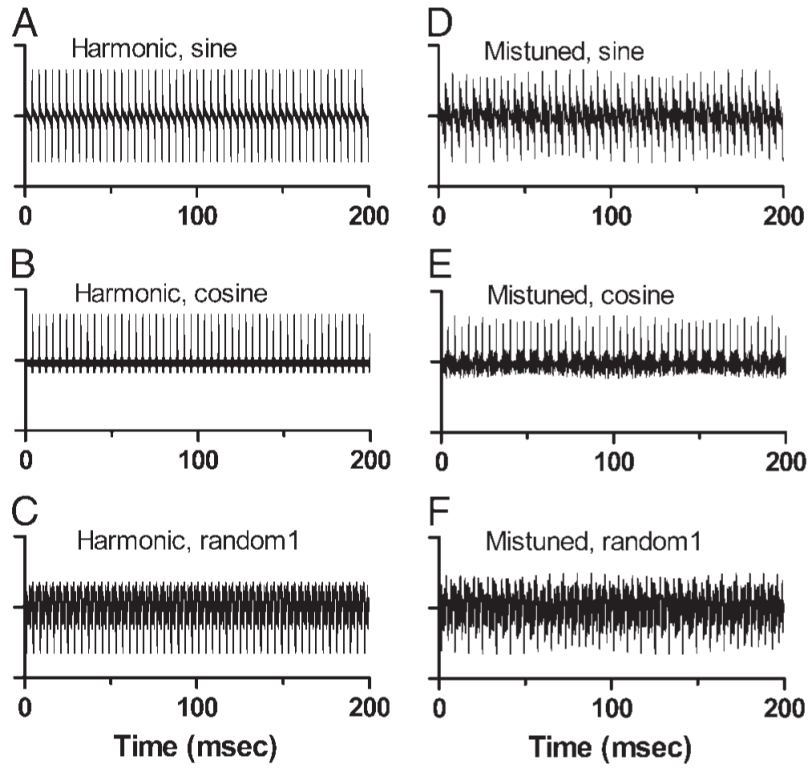 A
Harmonic, sine
0 100 200
D
Mistuned, sine
0 100 200
B
Harmonic, cosine
0 100 200
E
Mistuned, cosine
0 100 200
C
Harmonic, random1
0 100 200
Time (msec)
F
Mistuned, random1
0 100 200
Time (msec)